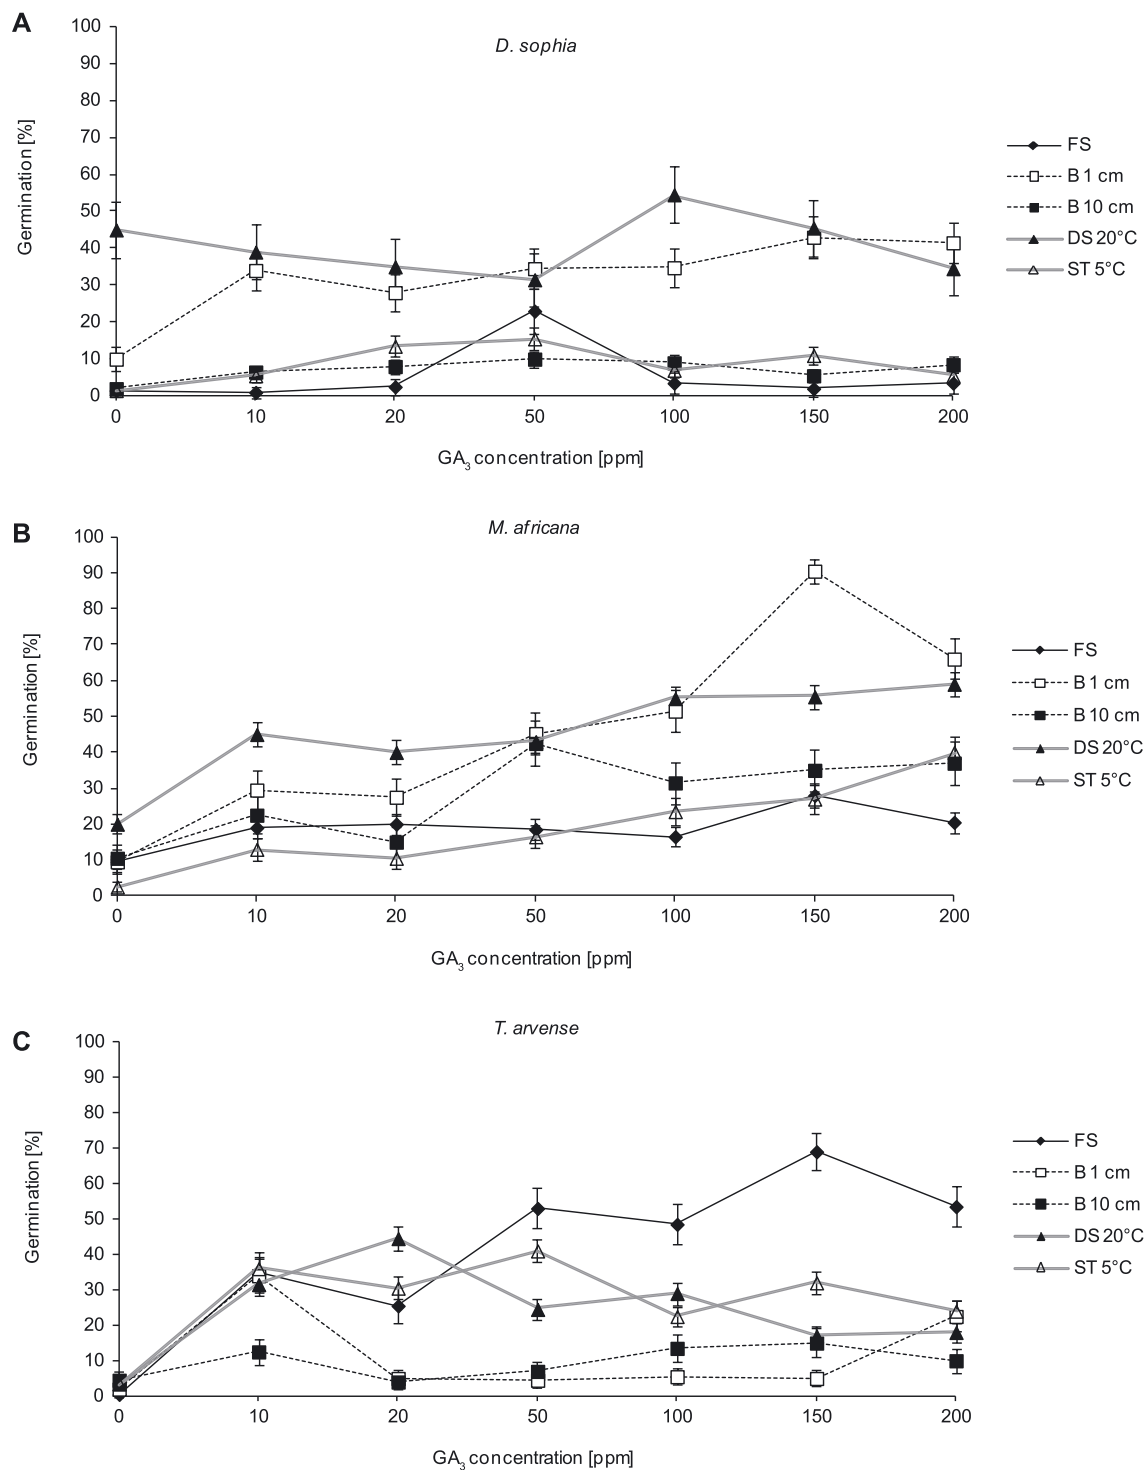 A
D. sophia
100
90
80
70
60
50
40
30
20
10
0
Germination [%]
0 10 20 50 100 150 200
GA3 concentration [ppm]
FS
B 1 cm
B 10 cm
DS 20°C
ST 5°C
B
M. africana
100
90
80
70
60
50
40
30
20
10
0
Germination [%]
0 10 20 50 100 150 200
GA3 concentration [ppm]
FS
B 1 cm
B 10 cm
DS 20°C
ST 5°C
C
T. arvense
100
90
80
70
60
50
40
30
20
10
0
Germination [%]
0 10 20 50 100 150 200
GA3 concentration [ppm]
FS
B 1 cm
B 10 cm
DS 20°C
ST 5°C